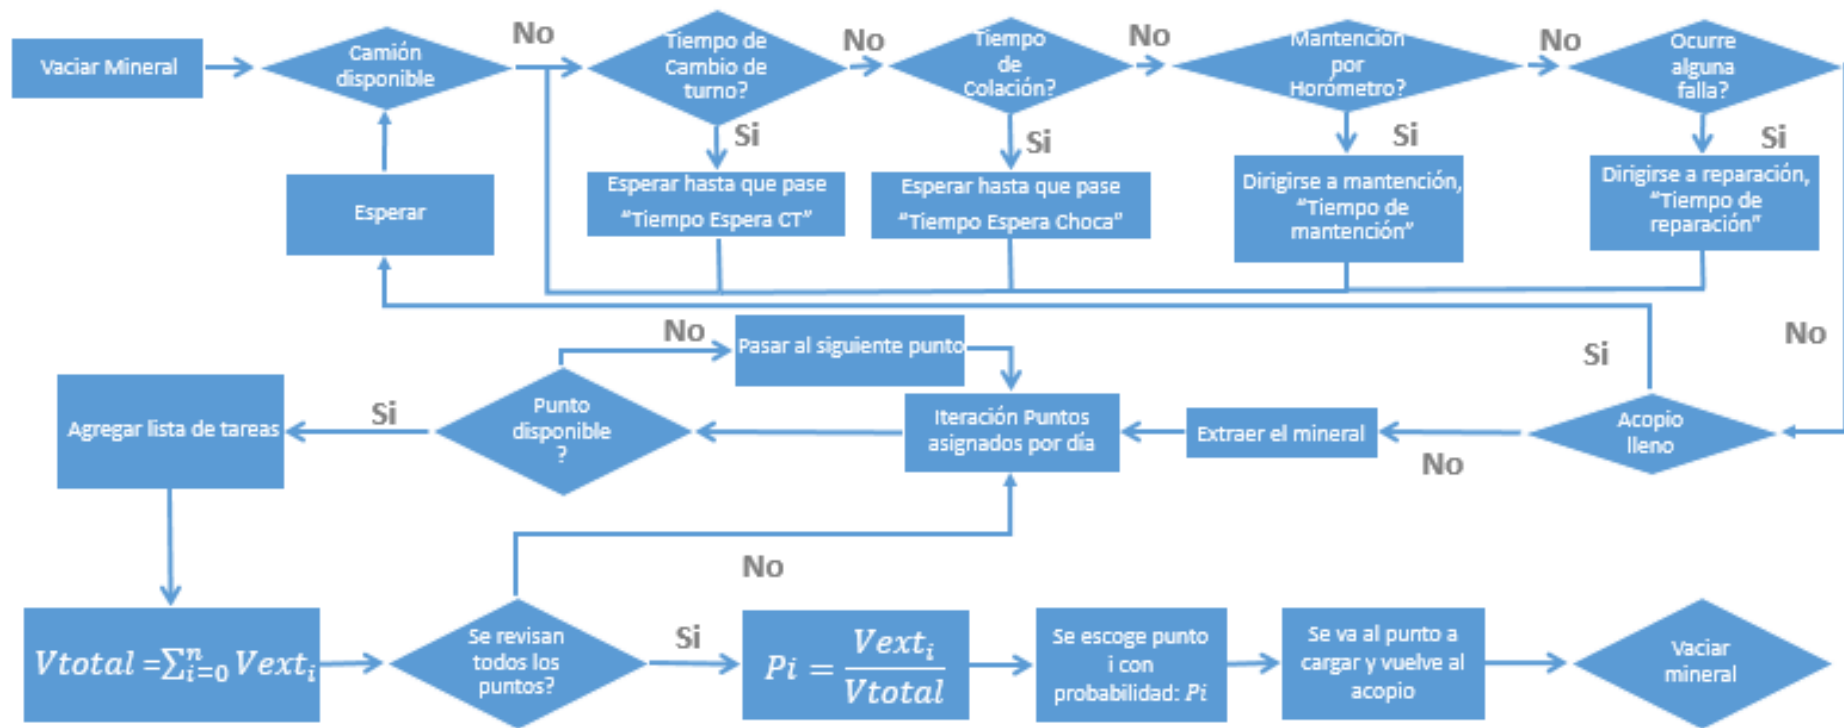 Vaciar Mineral
Camión
disponible
No
Tiempo de
Cambio de
turno?
No
Tiempo
de
Colación?
No
Mantencion
por
Horómetro?
No
Ocurre
alguna
falla?
Si
Si
Si
Si
Esperar
Esperar hasta que pase
“Tiempo Espera CT”
Esperar hasta que pase
“Tiempo Espera Choca”
Dirigirse a mantención,
“Tiempo de
mantención”
Dirigirse a reparación,
“Tiempo de
reparación”
No
Pasar al siguiente punto
Si
No
Agregar lista de tareas
Si
Punto
disponible
?
Iteración Puntos
asignados por día
Extraer el mineral
No
Acopio
lleno
No
Vtotal =∑ⁿᵢ₌₀ Vextᵢ
Se revisan
todos los
puntos?
Si
Pi = Vextᵢ / Vtotal
Se escoge punto
i con
probabilidad: Pi
Se va al punto a
cargar y vuelve al
acopio
Vaciar
mineral